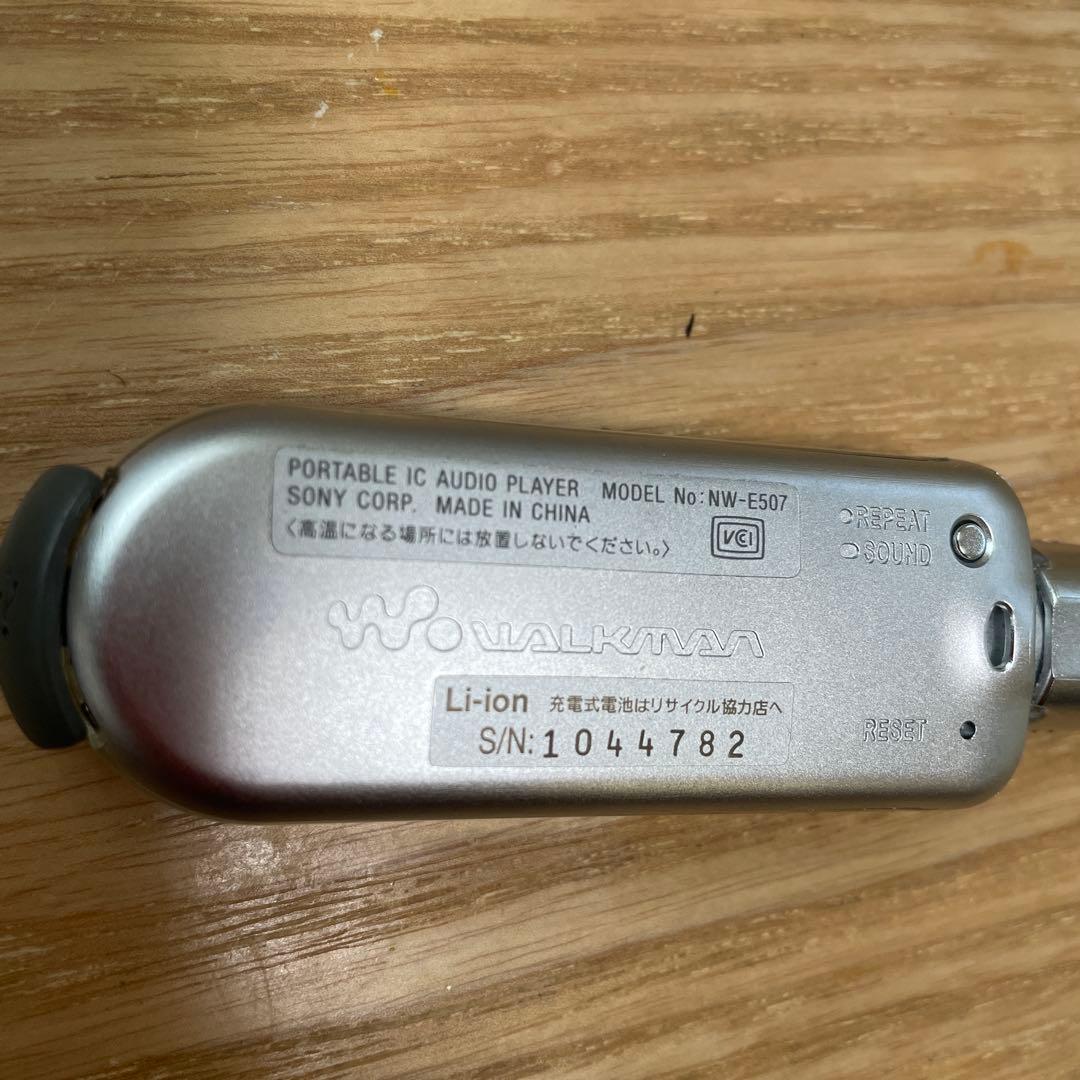 PORTABLE IC AUDIO PLAYER MODEL No:NW-E507
SONY CORP. MADE IN CHINA
〈高温になる場所には放置しないでください。〉 VCI
REPEAT
SOUND
WALKMAN
Li-ion 充電式電池はリサイクル協力店へ
S/N:1044782
RESET